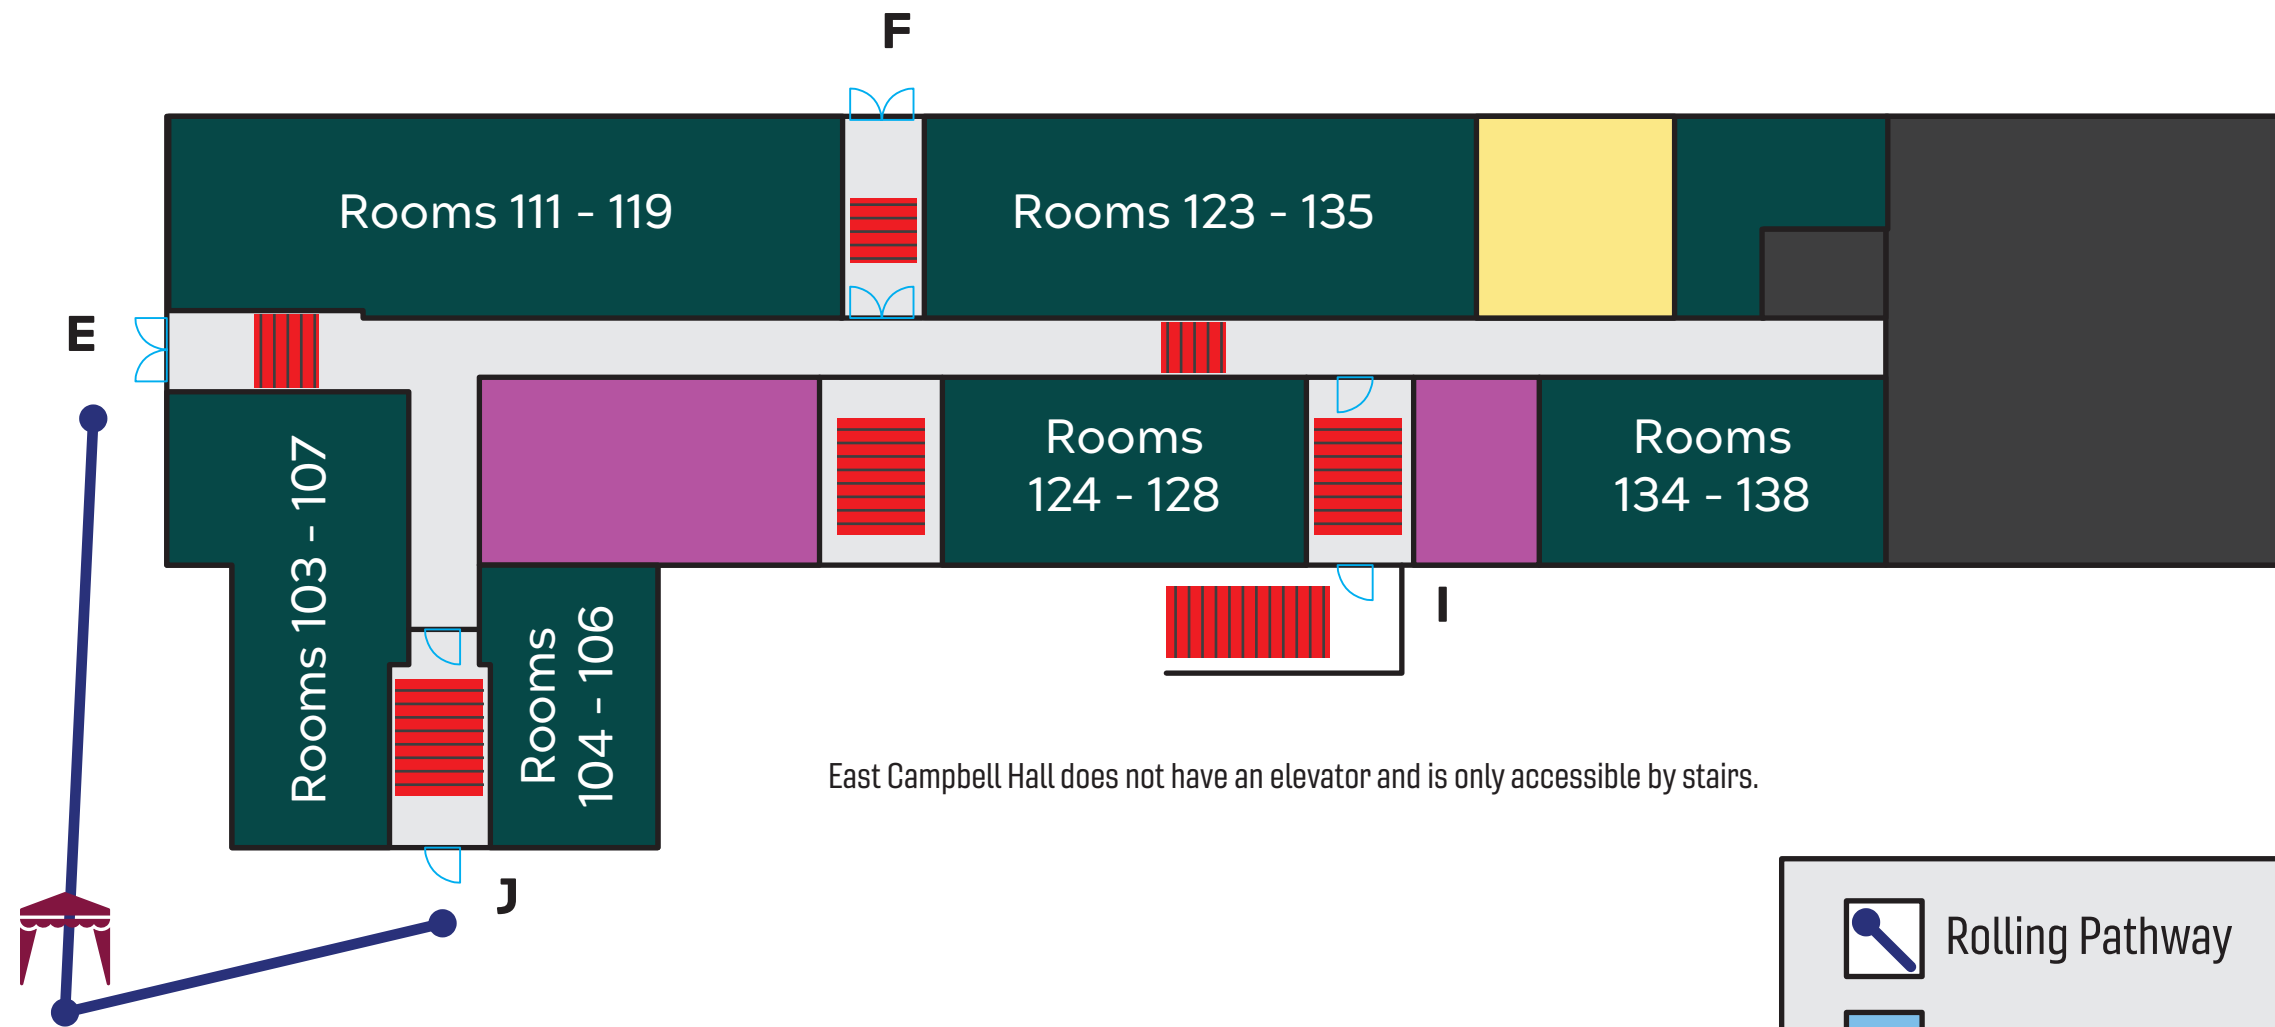 F
Rooms 111 - 119
Rooms 123 - 135
E
Rooms
124 - 128
Rooms
134 - 138
Rooms 103 - 107
Rooms
104 - 106
I
East Campbell Hall does not have an elevator and is only accessible by stairs.
J
Rolling Pathway